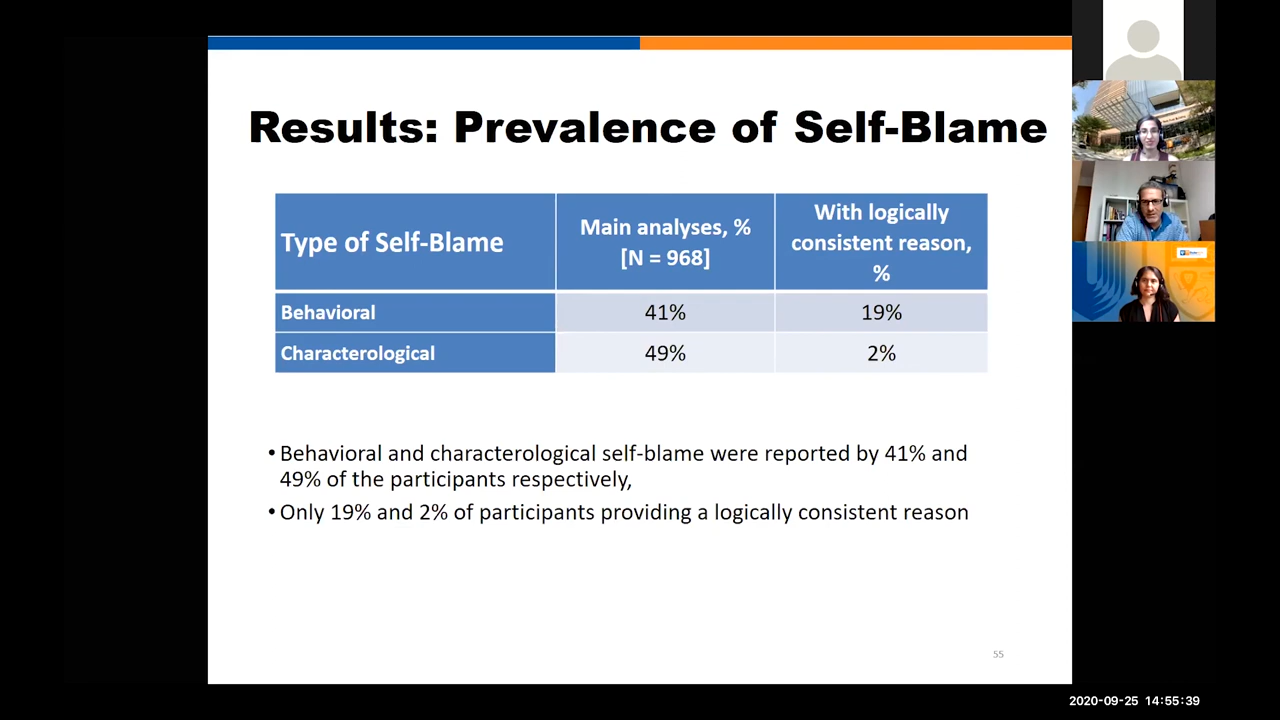 Results: Prevalence of Self-Blame
Type of Self-Blame
Main analyses, %
[N = 968]
With logically
consistent reason,
%
Behavioral
41%
19%
Characterological
49%
2%
• Behavioral and characterological self-blame were reported by 41% and
49% of the participants respectively,
• Only 19% and 2% of participants providing a logically consistent reason
55
2020-09-25 14:55:39